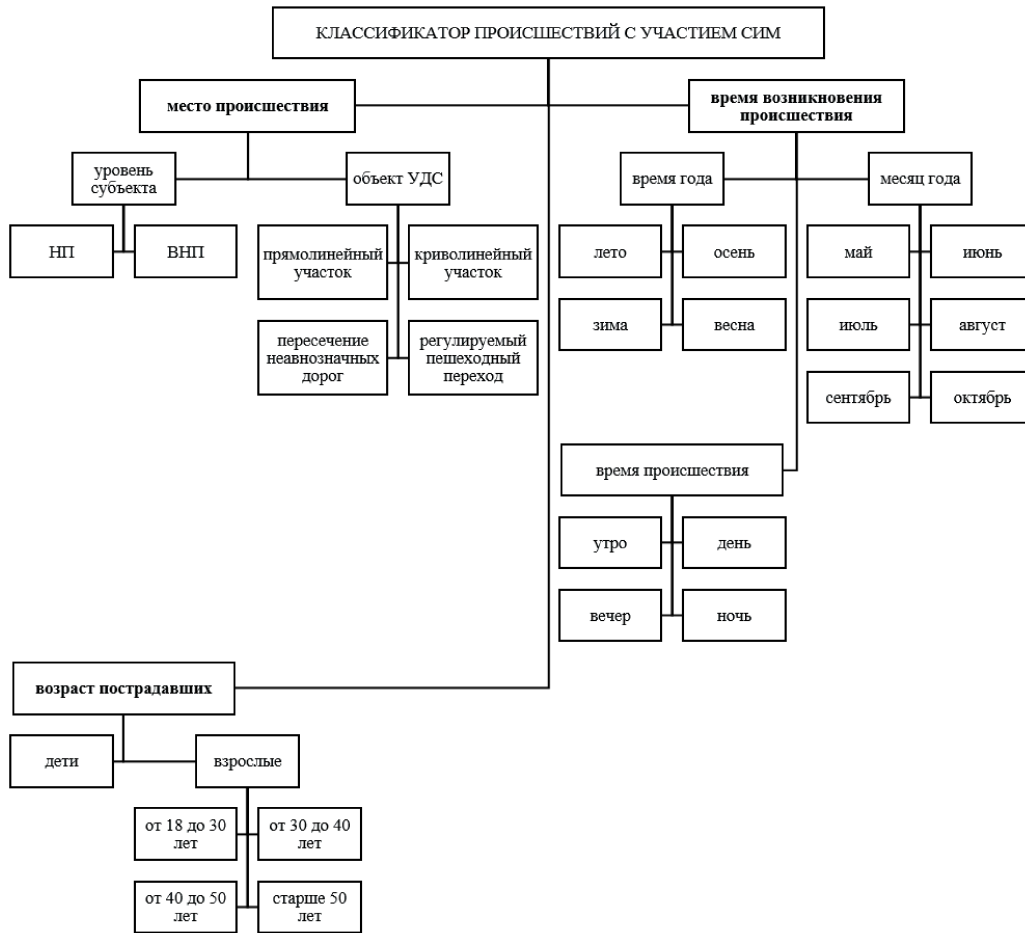 КЛАССИФИКАТОР ПРОИСШЕСТВИЙ С УЧАСТИЕМ СИМ
место происшествия
время возникновения
происшествия
уровень
субъекта
объект УДС
время года
месяц года
НП
ВНП
прямолинейный
участок
криволинейный
участок
лето
осень
май
июнь
пересечение
неавнозначных
дорог
регулируемый
пешеходный
переход
зима
весна
июль
август
сентябрь
октябрь
время происшествия
утро
день
вечер
ночь
возраст пострадавших
дети
взрослые
от 18 до 30
лет
от 30 до 40
лет
от 40 до 50
лет
старше 50
лет